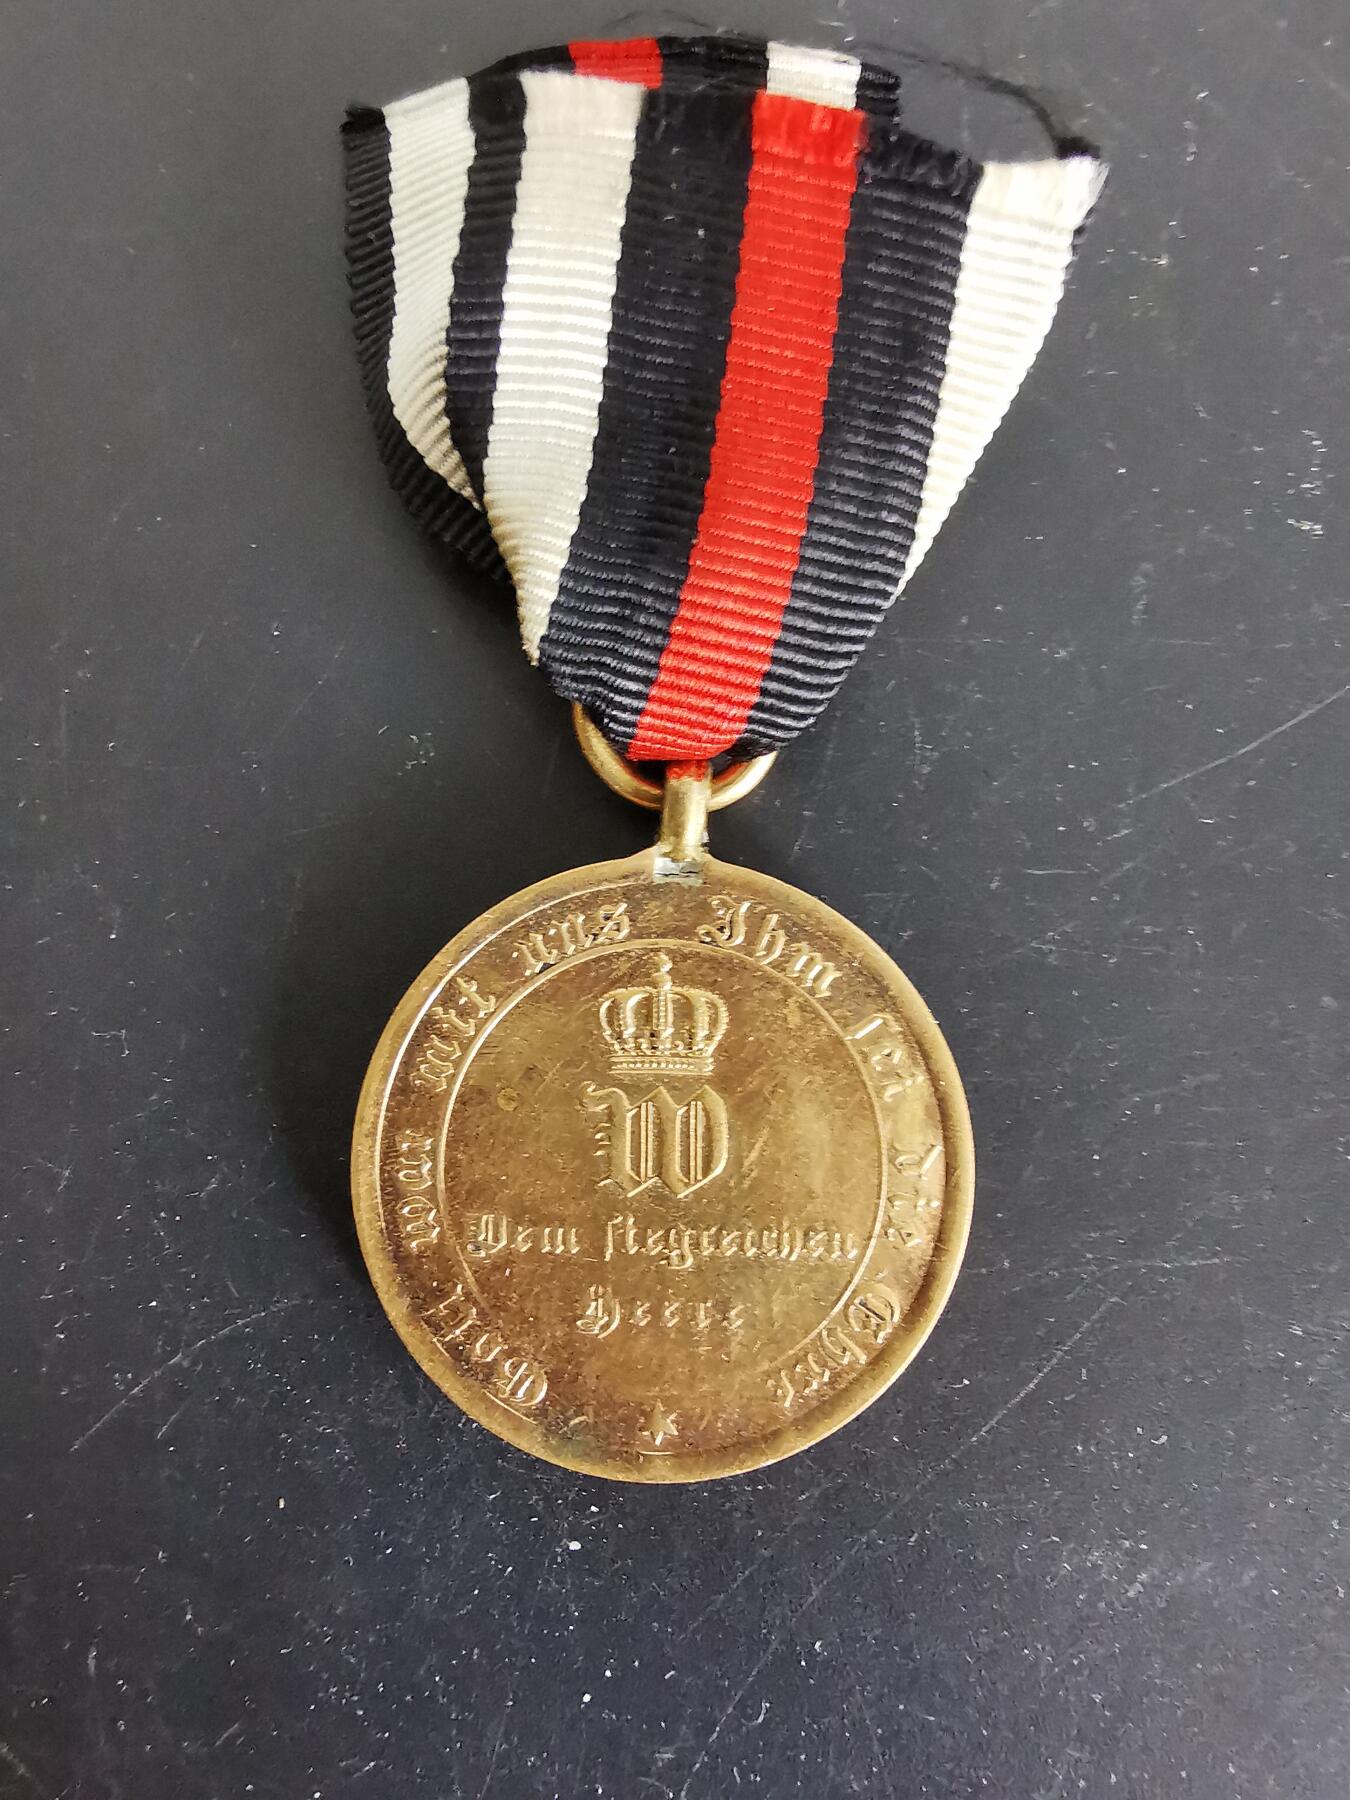 Gott war mit uns Ihm sei die Ehre
W
Dem siegreichen
Heere